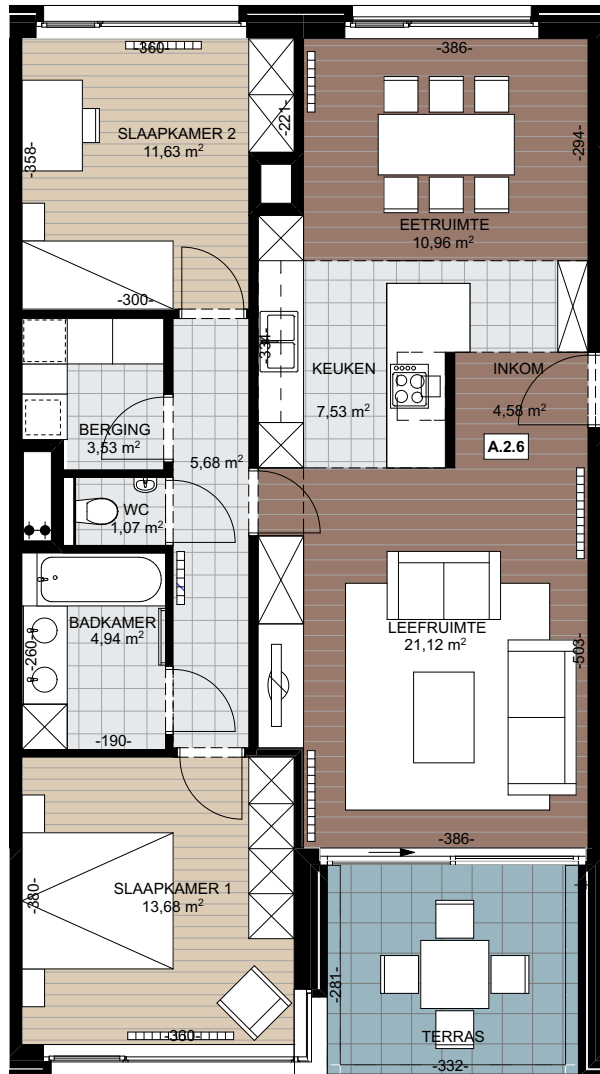 -360-
-386-
SLAAPKAMER 2
11,63 m²
-358-
-221-
-294-
EETRUIMTE
10,96 m²
-300-
-334-
KEUKEN
7,53 m²
INKOM
4,58 m²
A.2.6
BERGING
3,53 m²
5,68 m²
WC
1,07 m²
BADKAMER
4,94 m²
-260-
-190-
LEEFRUIMTE
21,12 m²
-503-
-386-
SLAAPKAMER 1
13,68 m²
-380-
-360-
-281-
TERRAS
-332-